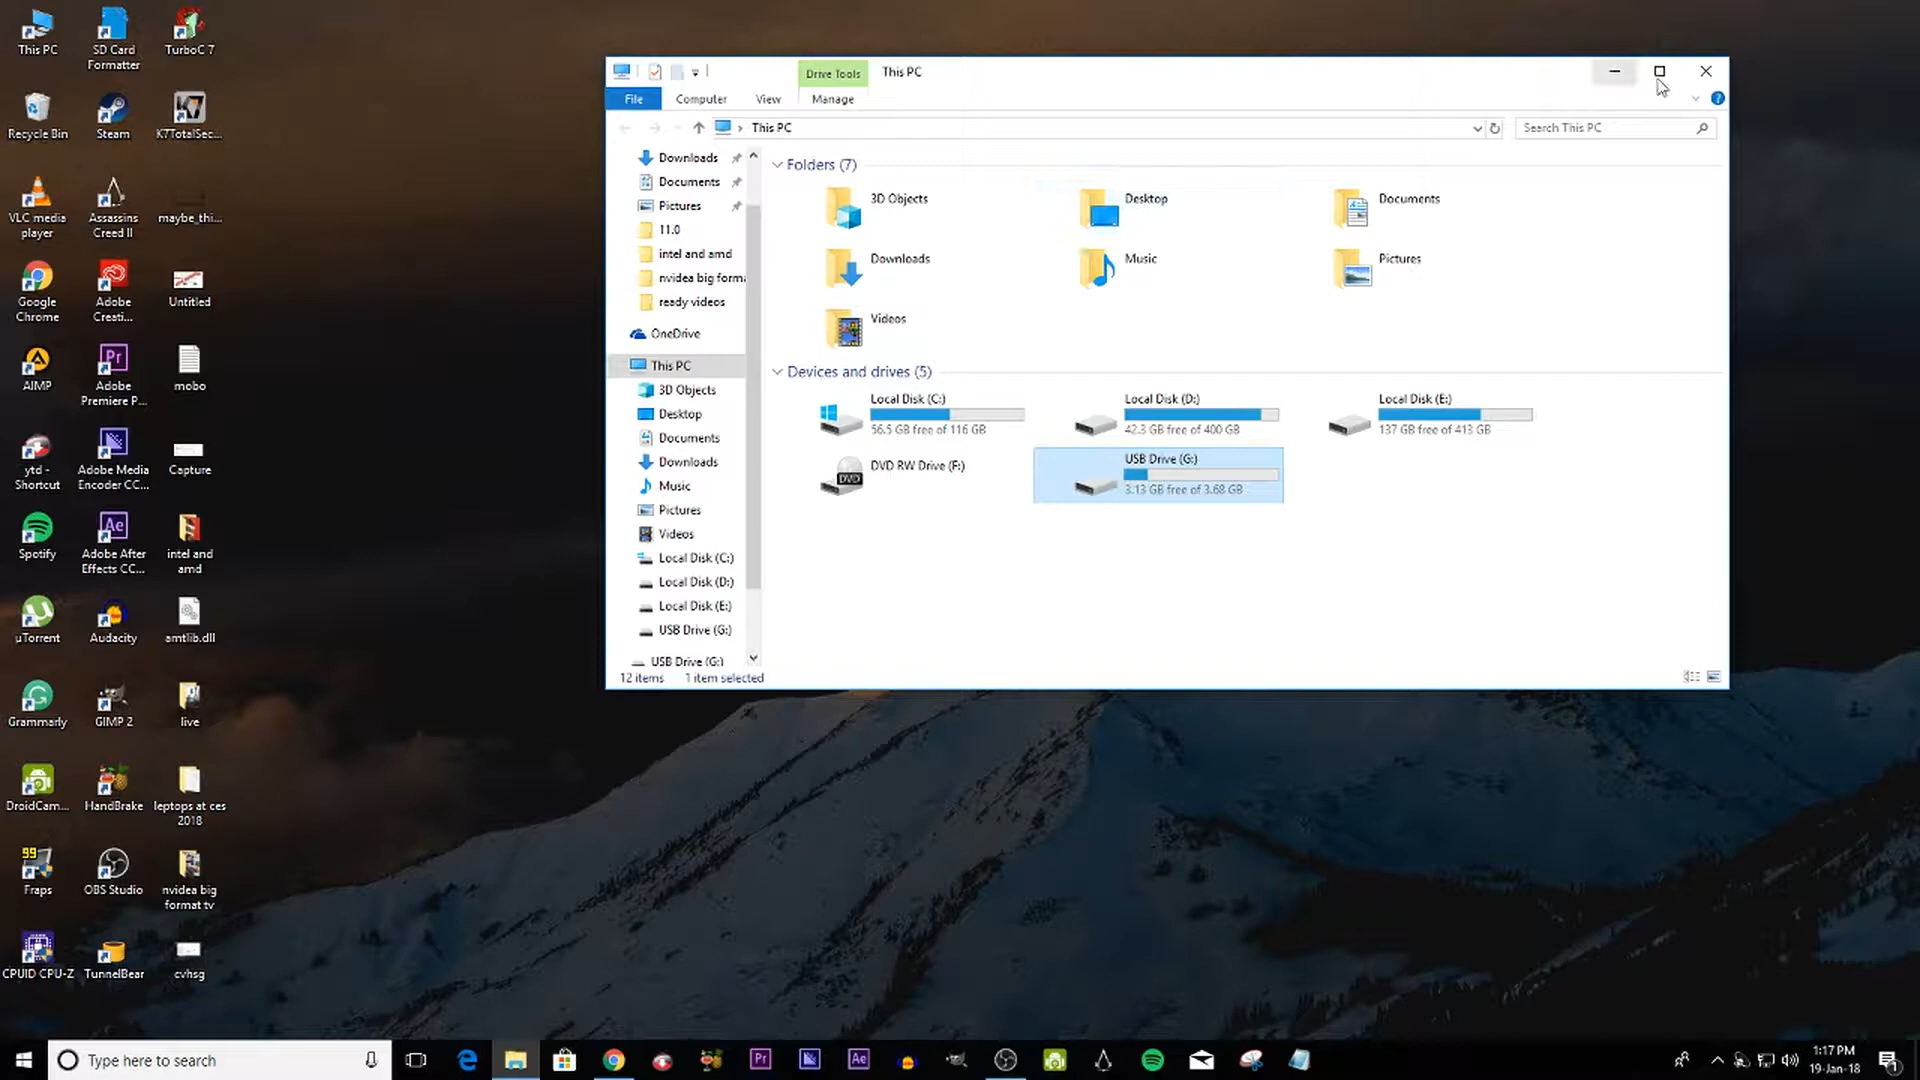 This PC
SD Card
Formatter
TurboC 7
Recycle Bin
Steam
K7TotalSec...
VLC media
player
Assassins
Creed II
maybe_thi...
Google
Chrome
Adobe
Creati...
Untitled
AIMP
Adobe
Premiere P...
mobo
ytd -
Shortcut
Adobe Media
Encoder CC...
Capture
Spotify
Adobe After
Effects CC...
intel and
amd
µTorrent
Audacity
amtlib.dll
Grammarly
GIMP 2
live
DroidCam...
HandBrake
leptops at ces
2018
99
Fraps
OBS Studio
nvidea big
format tv
CPUID CPU-Z
TunnelBear
cvhsg
Drive Tools
This PC
File
Computer
View
Manage
This PC
Search This PC
Downloads
Documents
Pictures
11.0
intel and amd
nvidea big forma
ready videos
OneDrive
This PC
3D Objects
Desktop
Documents
Downloads
Music
Pictures
Videos
Local Disk (C:)
Local Disk (D:)
Local Disk (E:)
USB Drive (G:)
USB Drive (G:)
Folders (7)
3D Objects
Desktop
Documents
Downloads
Music
Pictures
Videos
Devices and drives (5)
Local Disk (C:)
56.5 GB free of 116 GB
Local Disk (D:)
42.3 GB free of 400 GB
Local Disk (E:)
137 GB free of 413 GB
DVD
DVD RW Drive (F:)
USB Drive (G:)
3.13 GB free of 3.68 GB
12 items
1 item selected
Type here to search
Pr
Ae
1:17 PM
19-Jan-18
1